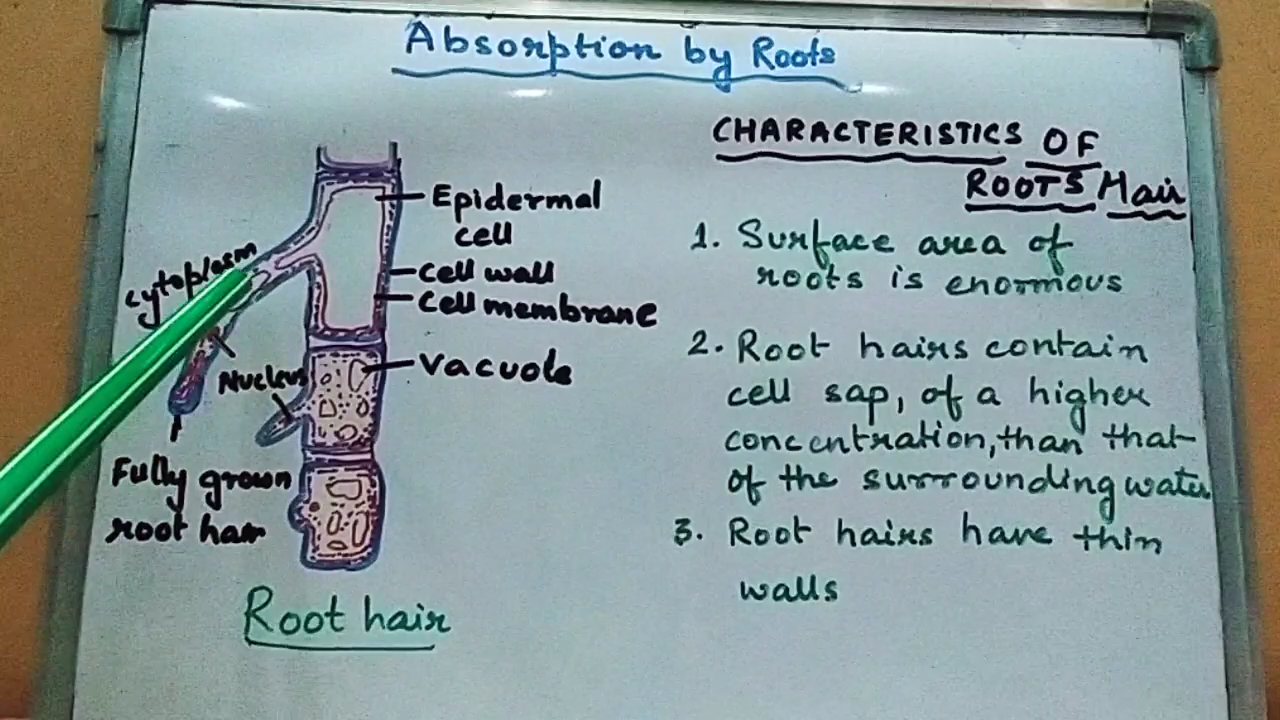 Absorption by Roots
CHARACTERISTICS OF
ROOTS Hair
Epidermal
cell
cytoplasm
Cell wall
Cell membrane
Nucleus
Vacuole
Fully grown
root hair
Root hair
1. Surface area of
roots is enormous
2. Root hairs contain
cell sap, of a higher
concentration, than that
of the surrounding water
3. Root hairs have thin
walls